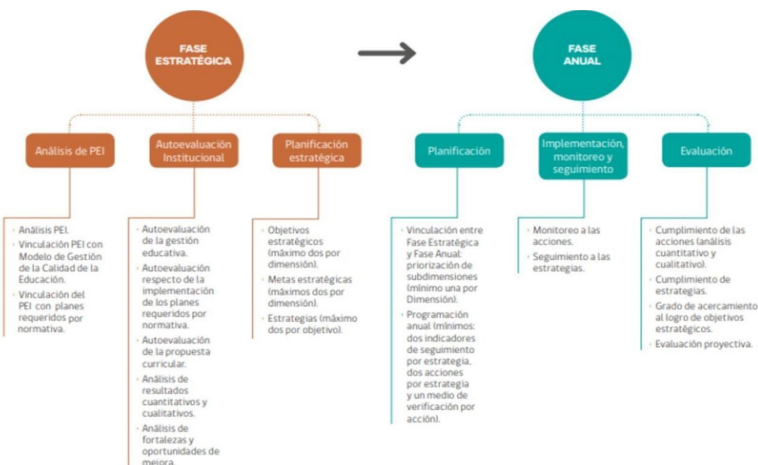 FASE
ESTRATÉGICA
FASE
ANUAL
Análisis de PEI
Autoevaluación
Institucional
Planificación
estratégica
Planificación
Implementación,
monitoreo y
seguimiento
Evaluación
· Análisis PEI.
· Vinculación PEI con
Modelo de Gestión
de la Calidad de la
Educación.
· Vinculación del
PEI con planes
requeridos por
normativa.
· Autoevaluación
de la gestión
educativa.
· Autoevaluación
respecto de la
implementación
de los planes
requeridos por
normativa.
· Autoevaluación
de la propuesta
curricular.
· Análisis de
resultados
cuantitativos y
cualitativos.
· Análisis de
fortalezas y
oportunidades de
mejora.
· Objetivos
estratégicos
(máximo dos por
dimensión).
· Metas estratégicas
(máximos dos por
dimensión).
· Estrategias (máximo
dos por objetivo).
· Vinculación entre
Fase Estratégica
y Fase Anual:
priorización de
subdimensiones
(mínimo una por
Dimensión).
· Programación
anual (mínimos:
dos indicadores
de seguimiento
por estrategia,
dos acciones
por estrategia
y un medio de
verificación por
acción).
· Monitoreo a las
acciones.
· Seguimiento a las
estrategias.
· Cumplimiento de las
acciones (análisis
cuantitativo y
cualitativo).
· Cumplimiento de
estrategias.
· Grado de acercamiento
al logro de objetivos
estratégicos.
· Evaluación proyectiva.